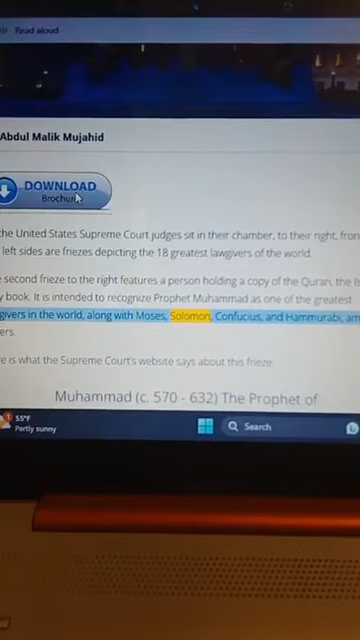 Read aloud
Abdul Malik Mujahid
DOWNLOAD
Brochure
the United States Supreme Court judges sit in their chamber, to their right, fron
left sides are friezes depicting the 18 greatest lawgivers of the world.
e second frieze to the right features a person holding a copy of the Quran, the Is
y book. It is intended to recognize Prophet Muhammad as one of the greatest
givers in the world, along with Moses, Solomon, Confucius, and Hammurabi, am
ers.
e is what the Supreme Court's website says about this frieze:
Muhammad (c. 570 - 632) The Prophet of
1
55°F
Partly sunny
Search